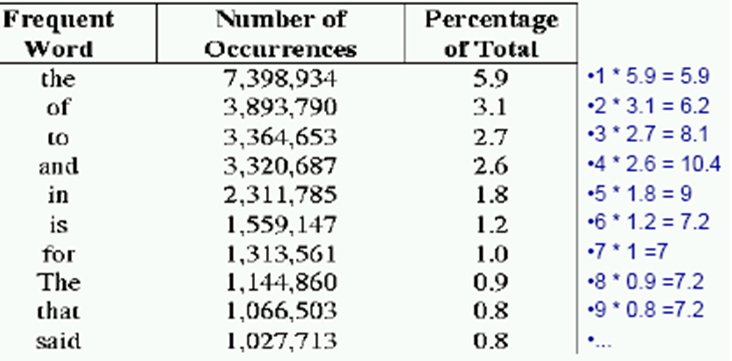 Frequent Number of Percentage
Word Occurrences of Total
the 7,398,934 5.9 •1 * 5.9 = 5.9
of 3,893,790 3.1 •2 * 3.1 = 6.2
to 3,364,653 2.7 •3 * 2.7 = 8.1
and 3,320,687 2.6 •4 * 2.6 = 10.4
in 2,311,785 1.8 •5 * 1.8 = 9
is 1,559,147 1.2 •6 * 1.2 = 7.2
for 1,313,561 1.0 •7 * 1 =7
The 1,144,860 0.9 •8 * 0.9 =7.2
that 1,066,503 0.8 •9 * 0.8 =7.2
said 1,027,713 0.8 •...